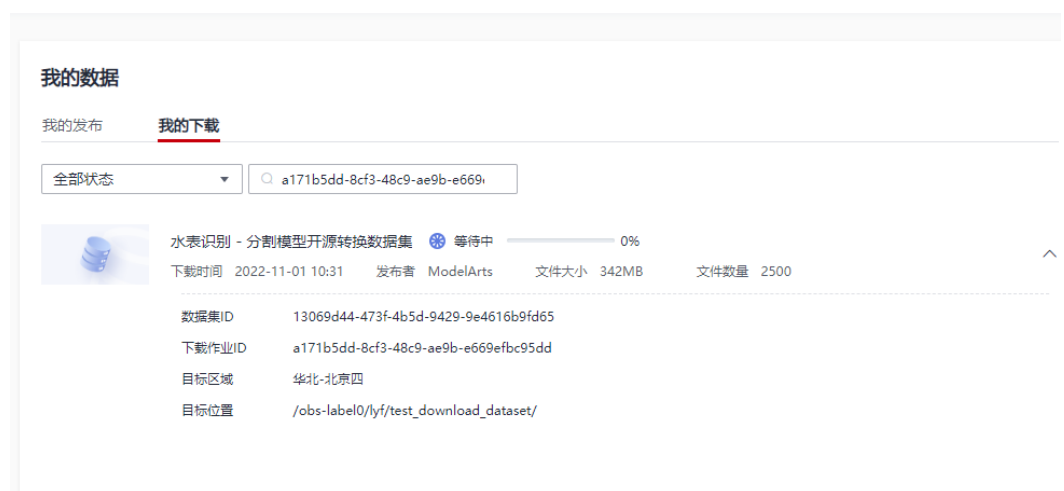 我的数据
我的发布 我的下载
全部状态 a171b5dd-8cf3-48c9-ae9b-e669
水表识别 - 分割模型开源转换数据集 等待中 0%
下载时间 2022-11-01 10:31 发布者 ModelArts 文件大小 342MB 文件数量 2500
数据集ID 13069d44-473f-4b5d-9429-9e4616b9fd65
下载作业ID a171b5dd-8cf3-48c9-ae9b-e669efbc95dd
目标区域 华北-北京四
目标位置 /obs-label0/lyf/test_download_dataset/